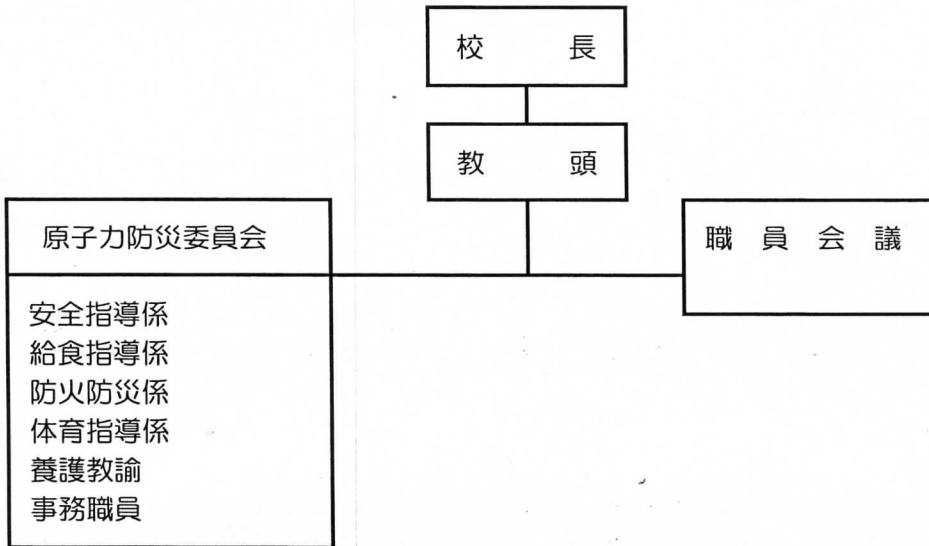 校　　長
教　　頭
原子力防災委員会
職　員　会　議
安全指導係
給食指導係
防火防災係
体育指導係
養護教諭
事務職員